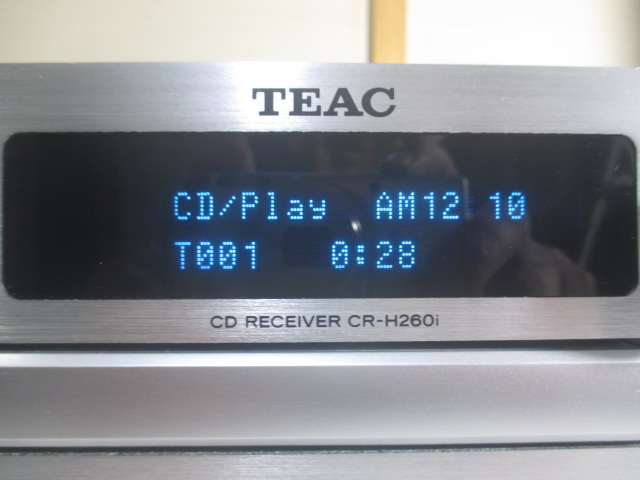 TEAC
CD/Play AM12 10
T001 0:28
CD RECEIVER CR-H260i